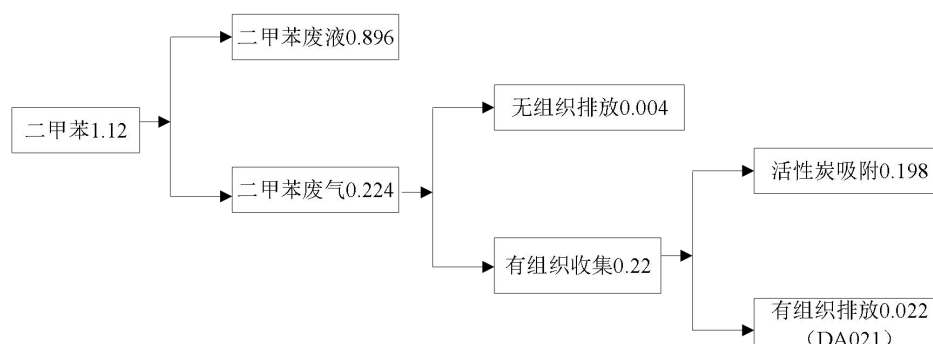 二甲苯1.12
二甲苯废液0.896
二甲苯废气0.224
无组织排放0.004
有组织收集0.22
活性炭吸附0.198
有组织排放0.022
（DA021）